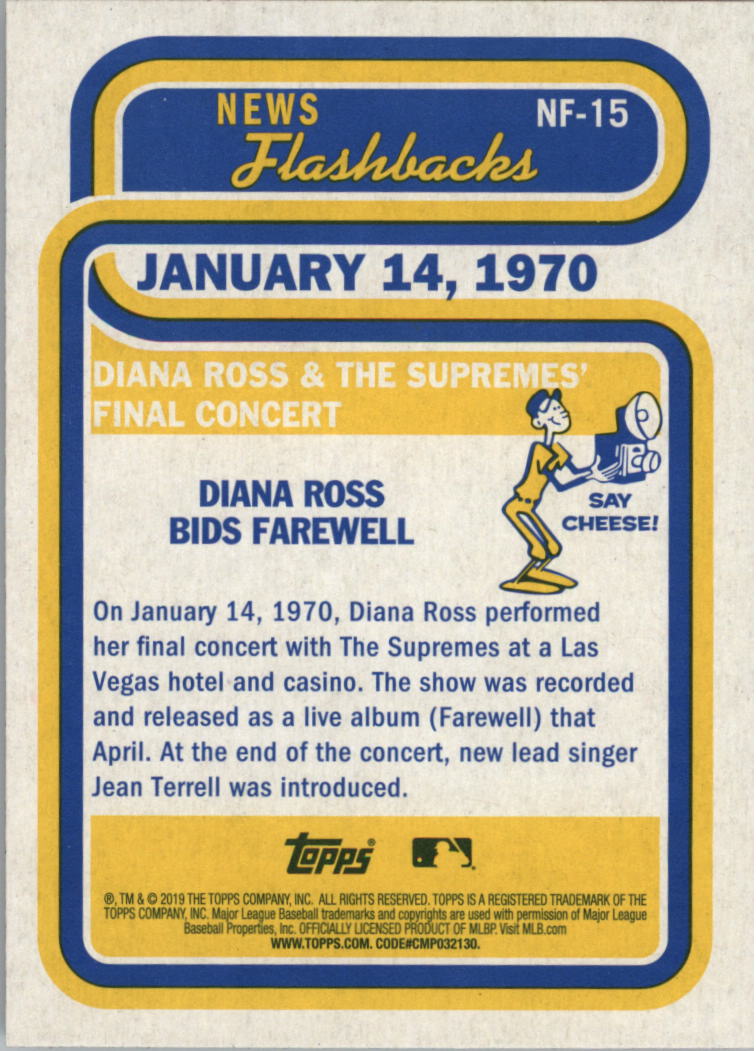 NEWS NF-15
Flashbacks
JANUARY 14, 1970
DIANA ROSS & THE SUPREMES'
FINAL CONCERT
DIANA ROSS
BIDS FAREWELL
SAY
CHEESE!
On January 14, 1970, Diana Ross performed
her final concert with The Supremes at a Las
Vegas hotel and casino. The show was recorded
and released as a live album (Farewell) that
April. At the end of the concert, new lead singer
Jean Terrell was introduced.
topps®
®, TM & © 2019 THE TOPPS COMPANY, INC. ALL RIGHTS RESERVED. TOPPS IS A REGISTERED TRADEMARK OF THE
TOPPS COMPANY, INC. Major League Baseball trademarks and copyrights are used with permission of Major League
Baseball Properties, Inc. OFFICIALLY LICENSED PRODUCT OF MLBP. Visit MLB.com
WWW.TOPPS.COM. CODE#CMP032130.